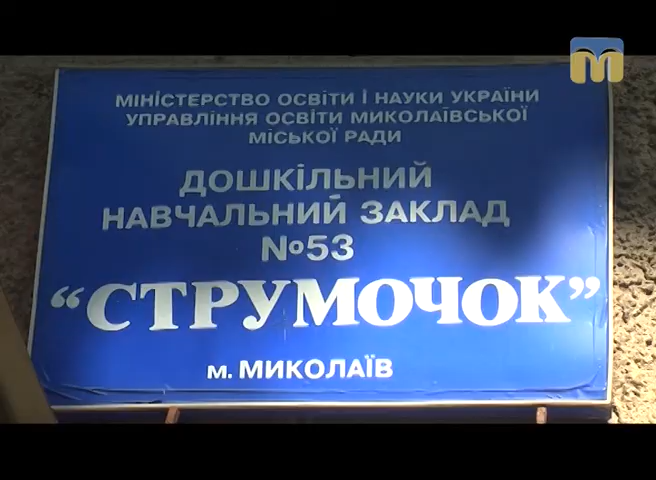 МІНІСТЕРСТВО ОСВІТИ І НАУКИ УКРАЇНИ
УПРАВЛІННЯ ОСВІТИ МИКОЛАЇВСЬКОЇ
МІСЬКОЇ РАДИ
ДОШКІЛЬНИЙ
НАВЧАЛЬНИЙ ЗАКЛАД
№53
“СТРУМОЧОК”
м. МИКОЛАЇВ